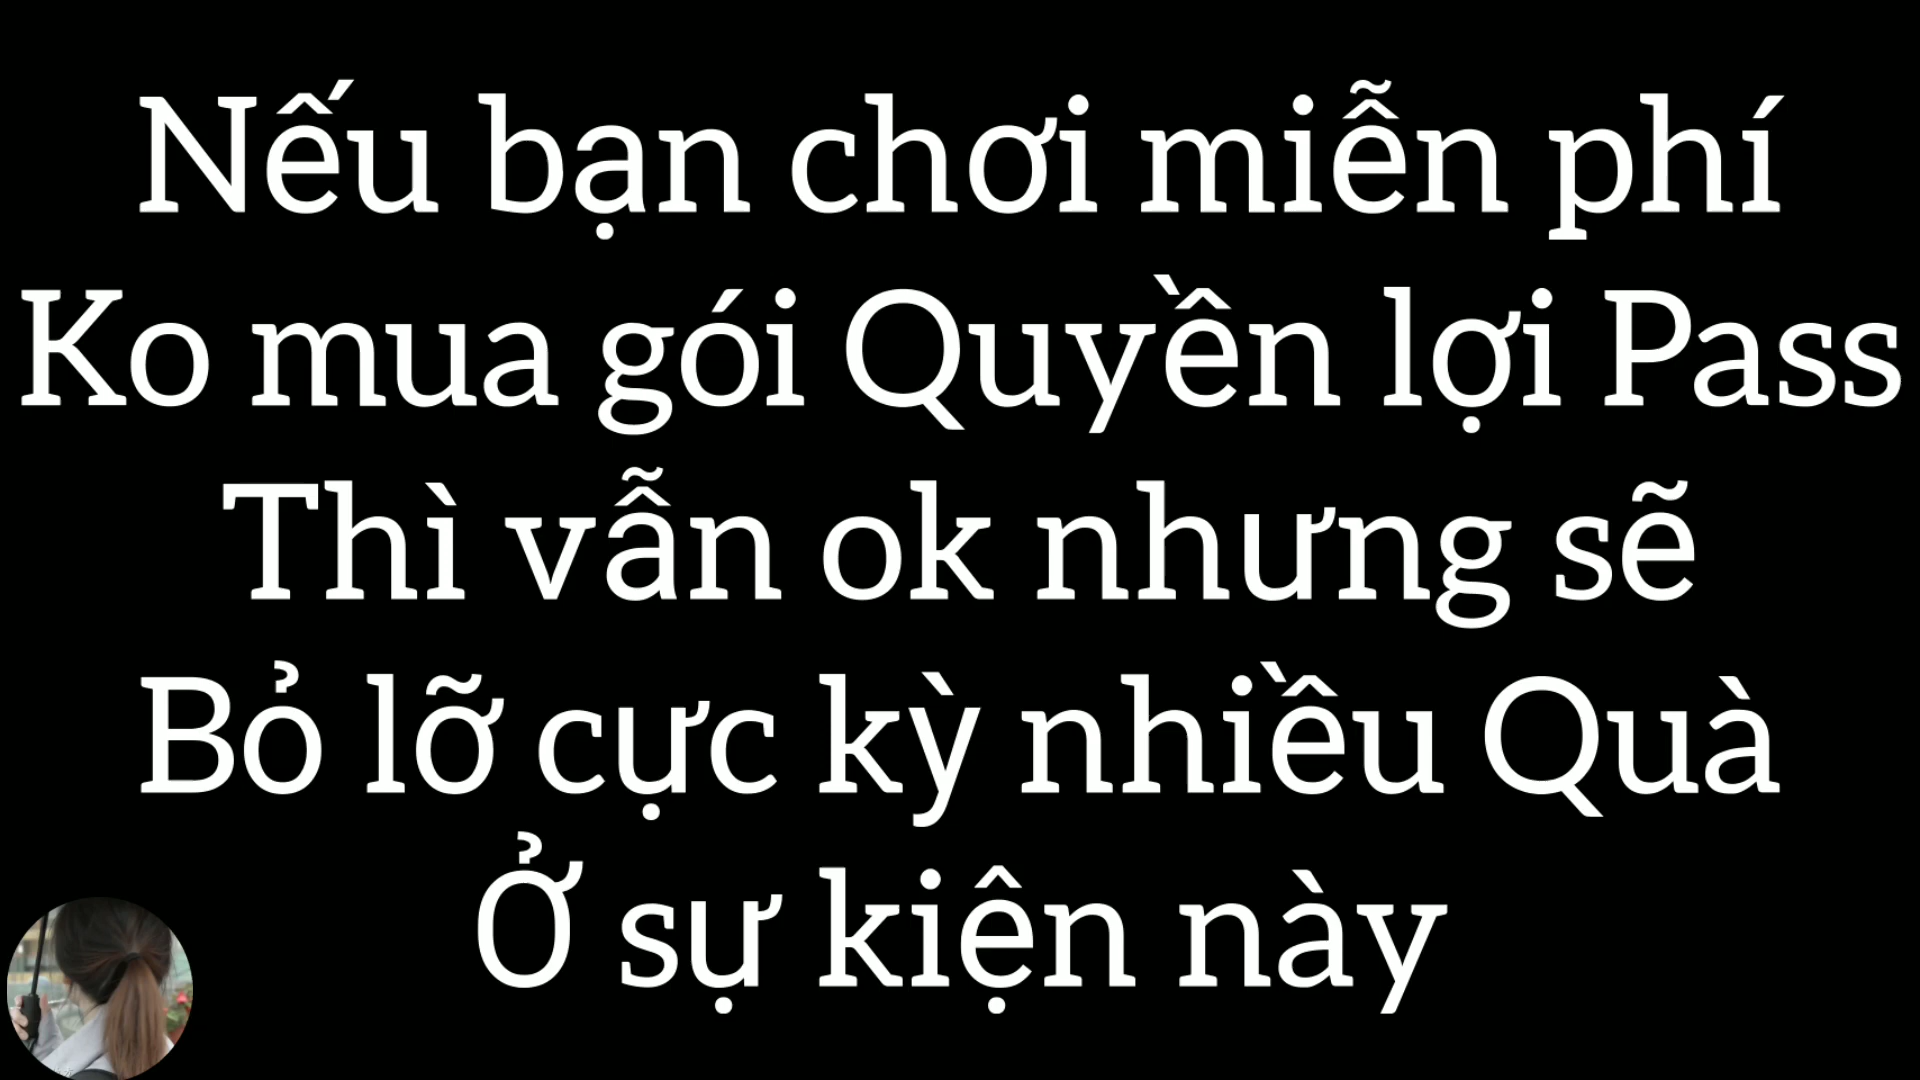 Nếu bạn chơi miễn phí
Ko mua gói Quyền lợi Pass
Thì vẫn ok nhưng sẽ
Bỏ lỡ cực kỳ nhiều Quà
Ở sự kiện này